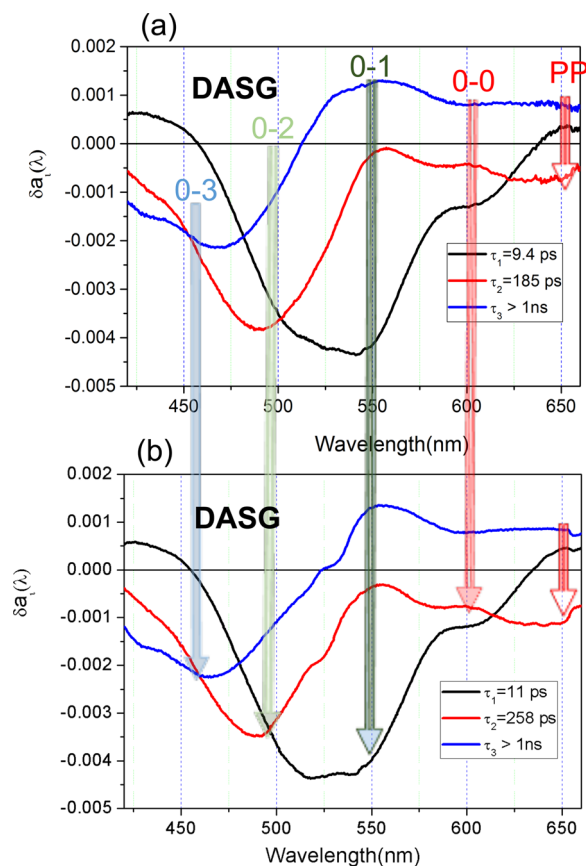 (a)
0.002
0.001
0.000
-0.001
-0.002
-0.003
-0.004
-0.005
δaₜ(λ)
DASG
0-3
0-2
0-1
0-0
PP
τ₁=9.4 ps
τ₂=185 ps
τ₃ > 1ns
450 500 550 600 650
Wavelength(nm)
(b)
0.002
0.001
0.000
-0.001
-0.002
-0.003
-0.004
-0.005
δaₜ(λ)
DASG
τ₁=11 ps
τ₂=258 ps
τ₃ > 1ns
450 500 550 600 650
Wavelength(nm)